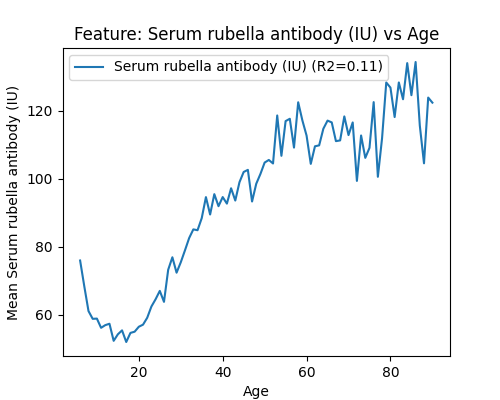 Feature: Serum rubella antibody (IU) vs Age
Serum rubella antibody (IU) (R2=0.11)
Mean Serum rubella antibody (IU)
120
100
80
60
20
40
60
80
Age